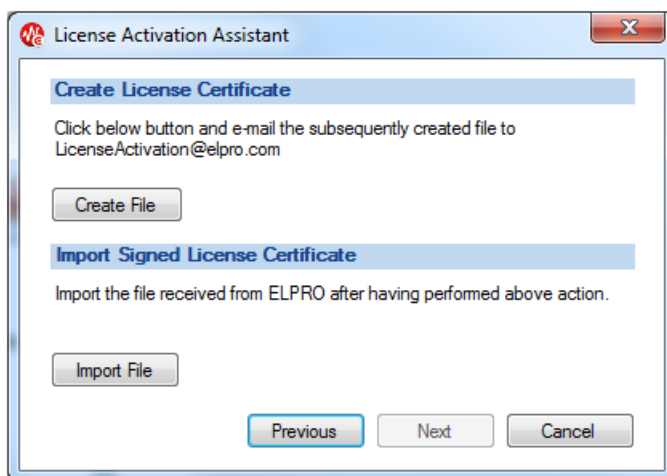 License Activation Assistant
Create License Certificate
Click below button and e-mail the subsequently created file to
LicenseActivation@elpro.com
Create File
Import Signed License Certificate
Import the file received from ELPRO after having performed above action.
Import File
Previous Next Cancel